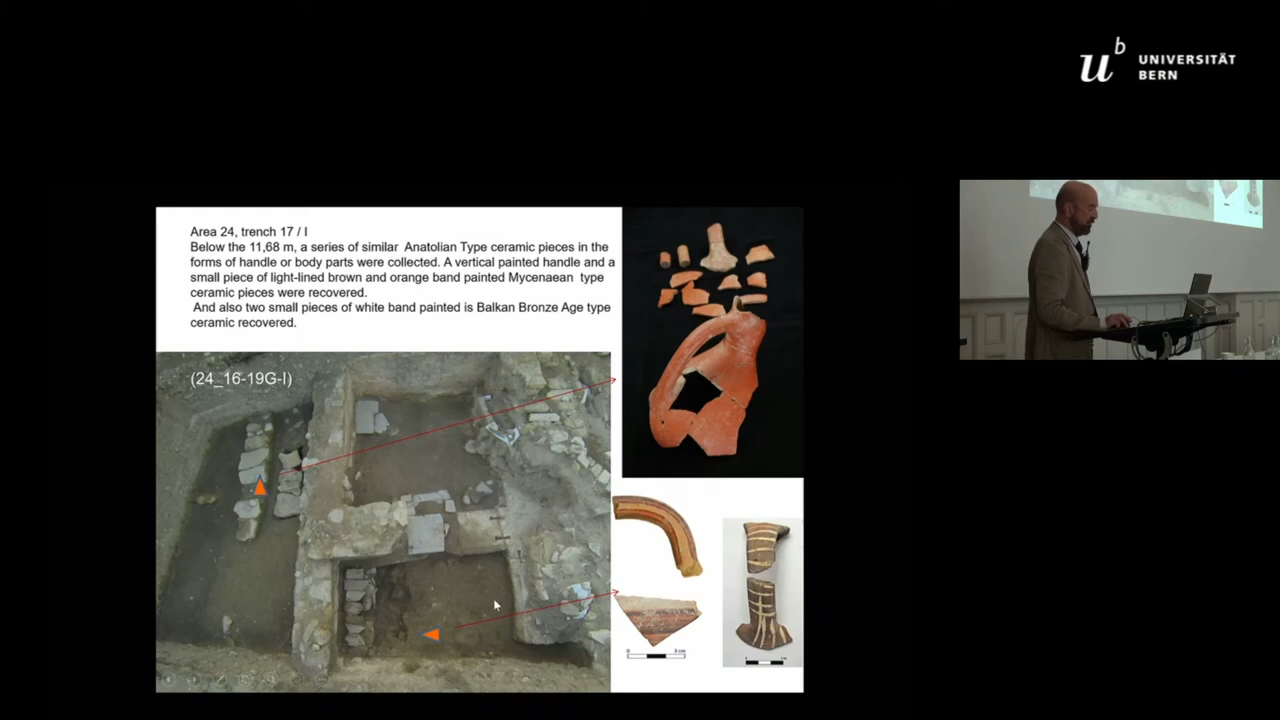 u
b
UNIVERSITÄT
BERN
Area 24, trench 17 / I
Below the 11,68 m, a series of similar Anatolian Type ceramic pieces in the
forms of handle or body parts were collected. A vertical painted handle and a
small piece of light-lined brown and orange band painted Mycenaean type
ceramic pieces were recovered.
And also two small pieces of white band painted is Balkan Bronze Age type
ceramic recovered.
(24_16-19G-I)
0 3 cm